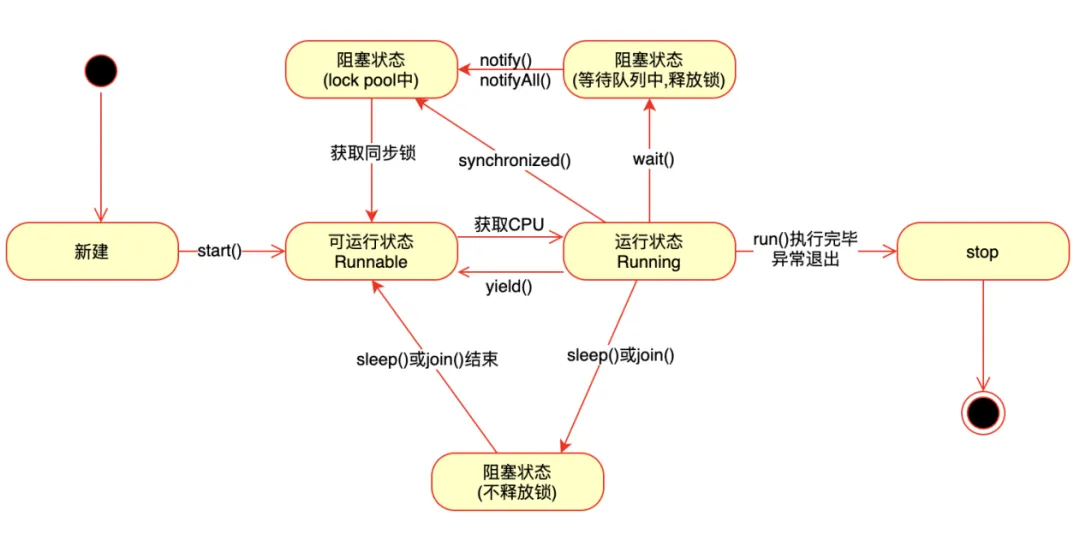 阻塞状态
(lock pool中)
notify()
notifyAll()
阻塞状态
(等待队列中,释放锁)
获取同步锁
synchronized()
wait()
新建
start()
可运行状态
Runnable
获取CPU
yield()
运行状态
Running
run()执行完毕
异常退出
stop
sleep()或join()结束
sleep()或join()
阻塞状态
(不释放锁)